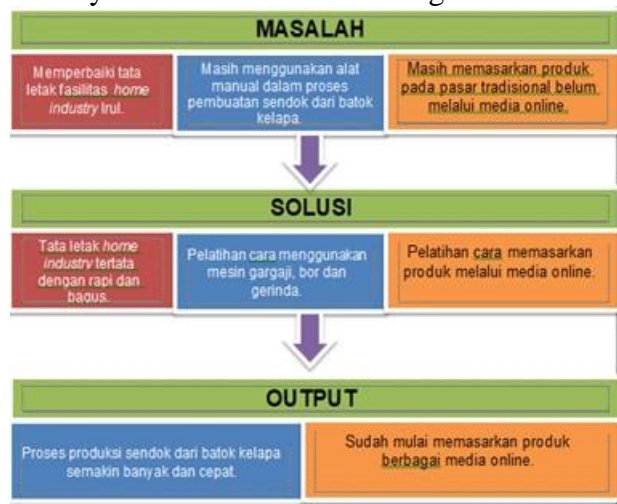 MASALAH
Memperbaiki tata
letak fasilitas home
industry Irul.
Masih menggunakan alat
manual dalam proses
pembuatan sendok dari batok
kelapa.
Masih memasarkan produk
pada pasar tradisional belum
melalui media online.
SOLUSI
Tata letak home
industry tertata
dengan rapi dan
bagus.
Pelatihan cara menggunakan
mesin gargaji, bor dan
gerinda.
Pelatihan cara memasarkan
produk melalui media online.
OUTPUT
Proses produksi sendok dari batok kelapa
semakin banyak dan cepat.
Sudah mulai memasarkan produk
berbagai media online.